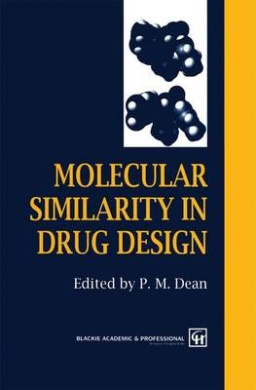 MOLECULAR
SIMILARITY IN
DRUG DESIGN
Edited by P. M. Dean
BLACKIE ACADEMIC & PROFESSIONAL